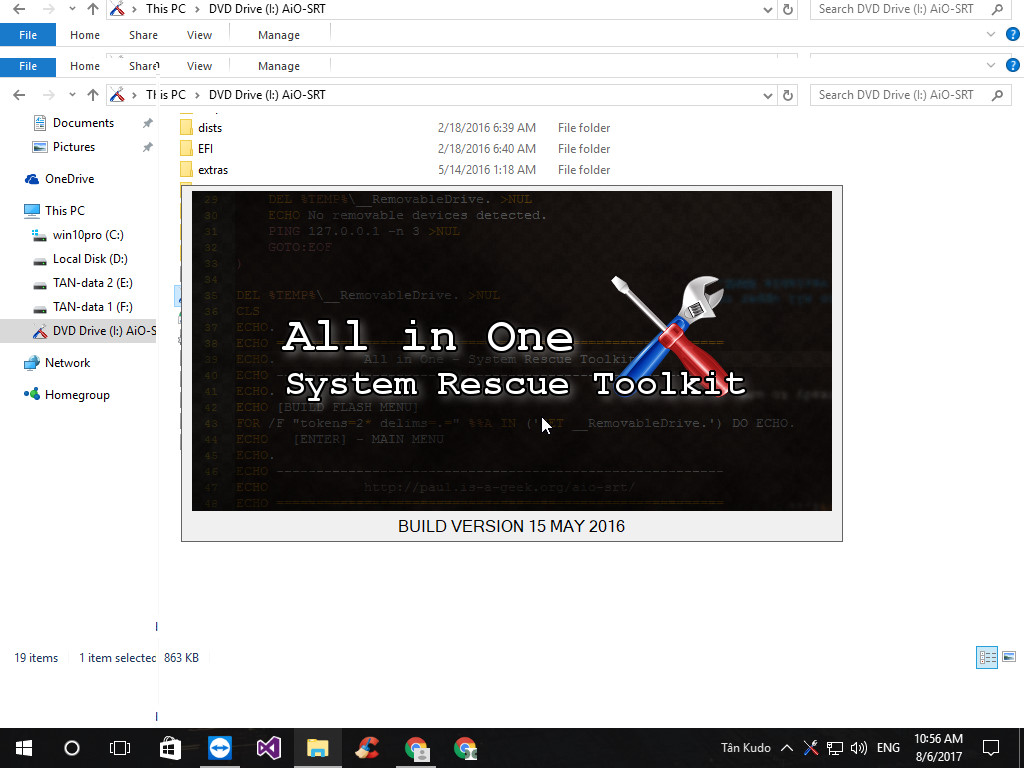 This PC > DVD Drive (I:) AiO-SRT
Search DVD Drive (I:) AiO-SRT
File Home Share View Manage
File Home Share View Manage
This PC > DVD Drive (I:) AiO-SRT
Search DVD Drive (I:) AiO-SRT
Documents
Pictures
OneDrive
This PC
win10pro (C:)
Local Disk (D:)
TAN-data 2 (E:)
TAN-data 1 (F:)
DVD Drive (I:) AiO-S
Network
Homegroup
dists 2/18/2016 6:39 AM File folder
EFI 2/18/2016 6:40 AM File folder
extras 5/14/2016 1:18 AM File folder
29 DEL %TEMP%\__RemovableDrive. >NUL
30 ECHO No removable devices detected.
31 PING 127.0.0.1 -n 3 >NUL
32 GOTO:EOF
33 )
34
35 DEL %TEMP%\__RemovableDrive. >NUL
36 CLS
37 ECHO.
All in One
38 ECHO
39 ECHO. All in One - System Rescue Toolkit
40 ECHO
System Rescue Toolkit
41 ECHO.
42 ECHO [BUILD FLASH MENU]
43 FOR /F "tokens=2* delims=.=" %%A IN (' ET __RemovableDrive.') DO ECHO.
44 ECHO [ENTER] - MAIN MENU
45 ECHO.
46 ECHO
47 ECHO http://paul.is-a-geek.org/aio-srt/
48 ECHO
BUILD VERSION 15 MAY 2016
19 items 1 item selected 863 KB
Tân Kudo ENG 10:56 AM
8/6/2017